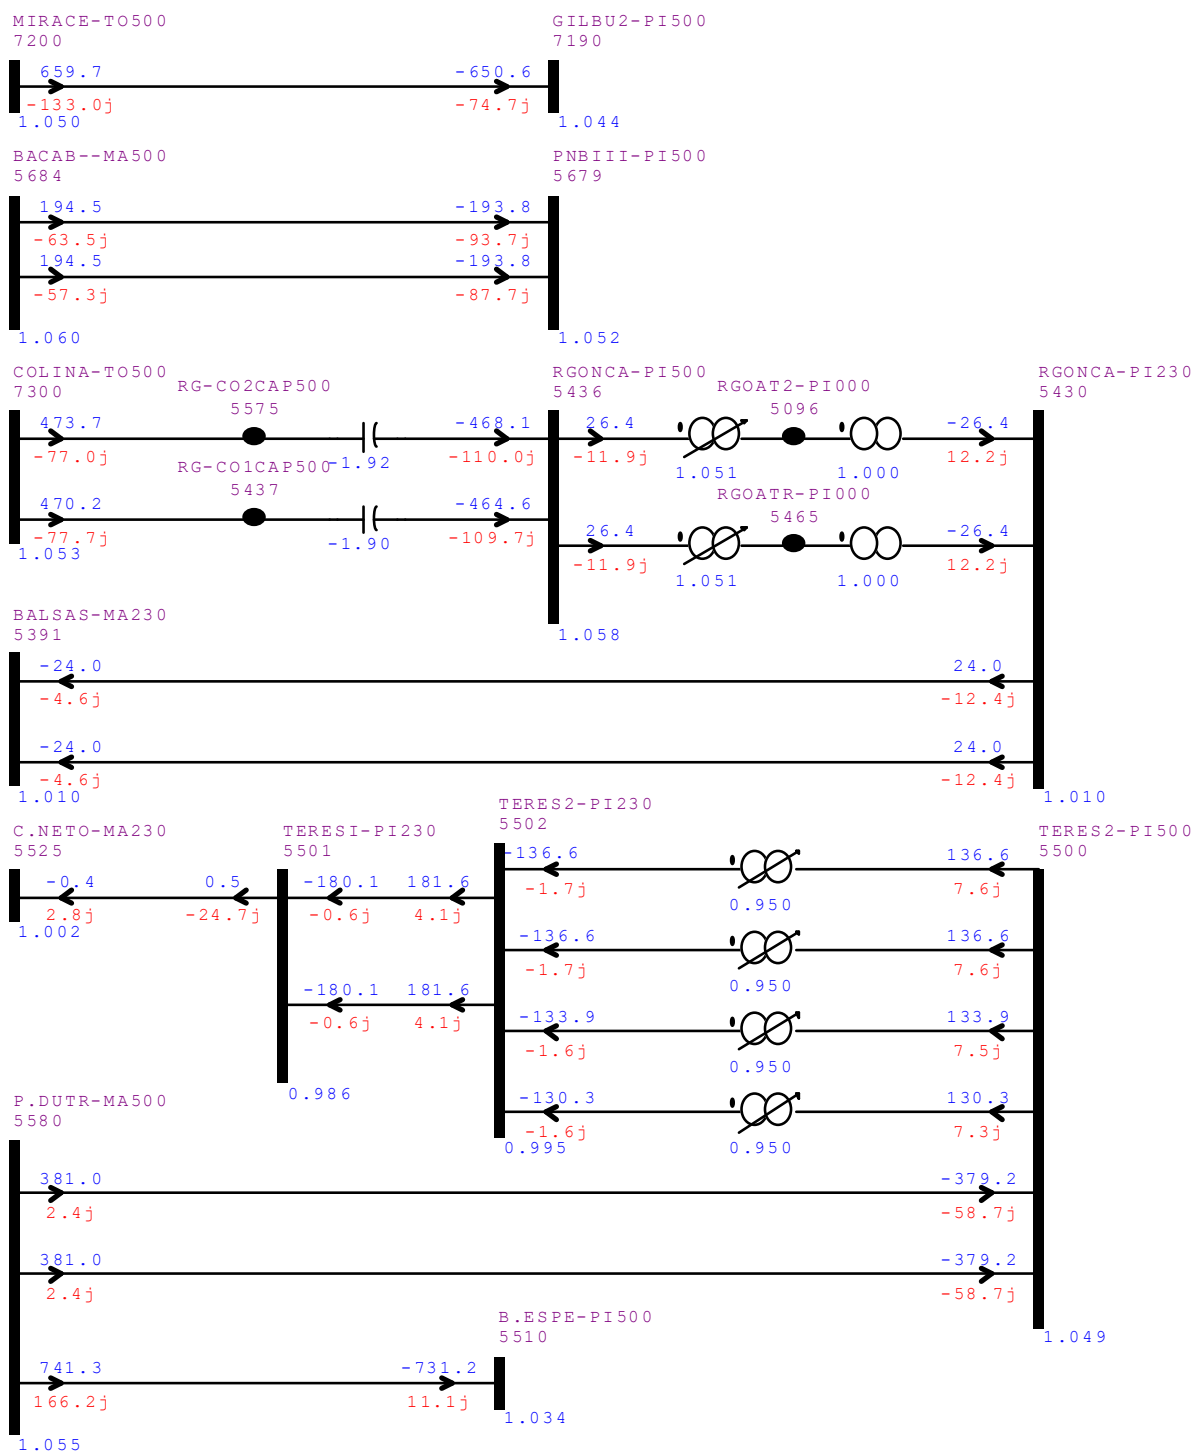 MIRACE-TO500 GILBU2-PI500
7200 7190
659.7 -650.6
-133.0j -74.7j
1.050 1.044
BACAB--MA500 PNBIII-PI500
5684 5679
194.5 -193.8
-63.5j -93.7j
194.5 -193.8
-57.3j -87.7j
1.060 1.052
COLINA-TO500 RGONCA-PI500 RGONCA-PI230
7300 RG-CO2CAP500 5436 RGOAT2-PI000 5430
5575 5096
473.7 -468.1 26.4 -26.4
-77.0j -1.92 -110.0j -11.9j 1.051 1.000 12.2j
RG-CO1CAP500 RGOATR-PI000
5437 5465
470.2 -464.6 26.4 -26.4
-77.7j -1.90 -109.7j -11.9j 1.051 1.000 12.2j
1.053
BALSAS-MA230
5391 1.058
-24.0 24.0
-4.6j -12.4j
-24.0 24.0
-4.6j -12.4j
1.010 1.010
TERES2-PI230
C.NETO-MA230 TERESI-PI230 5502 TERES2-PI500
5525 5501 5500
-136.6 136.6
-1.7j 0.950 7.6j
-0.4 0.5 -180.1 181.6
2.8j -24.7j -0.6j 4.1j
1.002
-136.6 136.6
-1.7j 0.950 7.6j
-180.1 181.6
-0.6j 4.1j
-133.9 133.9
-1.6j 0.950 7.5j
0.986
P.DUTR-MA500
5580
-130.3 130.3
-1.6j 0.950 7.3j
0.995
381.0 -379.2
2.4j -58.7j
381.0 -379.2
2.4j -58.7j
B.ESPE-PI500
5510 1.049
741.3 -731.2
166.2j 11.1j
1.034
1.055